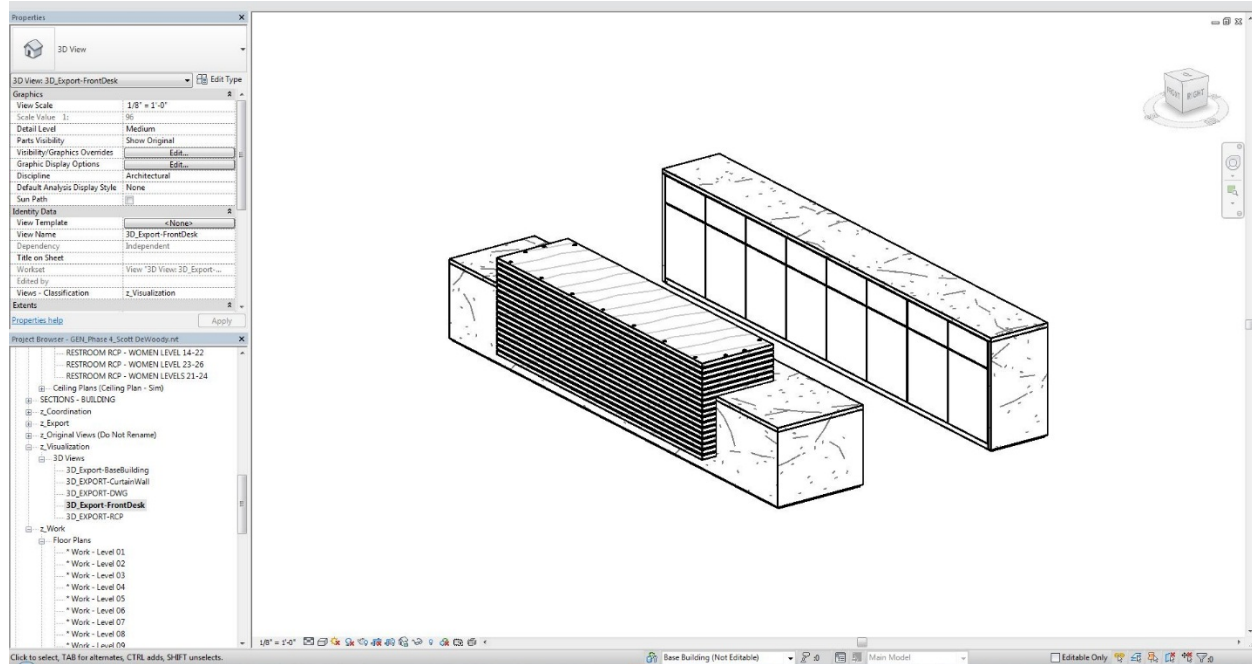 Properties
3D View
3D View: 3D_Export-FrontDesk
Edit Type
Graphics
View Scale 1/8" = 1'-0"
Scale Value 1: 96
Detail Level Medium
Parts Visibility Show Original
Visibility/Graphics Overrides Edit...
Graphic Display Options Edit...
Discipline Architectural
Default Analysis Display Style None
Sun Path
Identity Data
View Template <None>
View Name 3D_Export-FrontDesk
Dependency Independent
Title on Sheet
Workset View "3D View: 3D_Export-...
Edited by
Views - Classification z_Visualization
Extents
Properties help Apply
Project Browser - GEN_Phase 4_Scott DeWoody.rvt
RESTROOM RCP - WOMEN LEVEL 14-22
RESTROOM RCP - WOMEN LEVEL 23-26
RESTROOM RCP - WOMEN LEVELS 21-24
Ceiling Plans (Ceiling Plan - Sim)
SECTIONS - BUILDING
z_Coordination
z_Export
z_Original Views (Do Not Rename)
z_Visualization
3D Views
3D_Export-BaseBuilding
3D_EXPORT-CurtainWall
3D_EXPORT-DWG
3D_Export-FrontDesk
3D_EXPORT-RCP
z_Work
Floor Plans
* Work - Level 01
* Work - Level 02
* Work - Level 03
* Work - Level 04
* Work - Level 05
* Work - Level 06
* Work - Level 07
* Work - Level 08
* Work - Level 09
RIGHT
1/8" = 1'-0"
Click to select, TAB for alternates, CTRL adds, SHIFT unselects.
Base Building (Not Editable)
:0
Main Model
Editable Only
:0